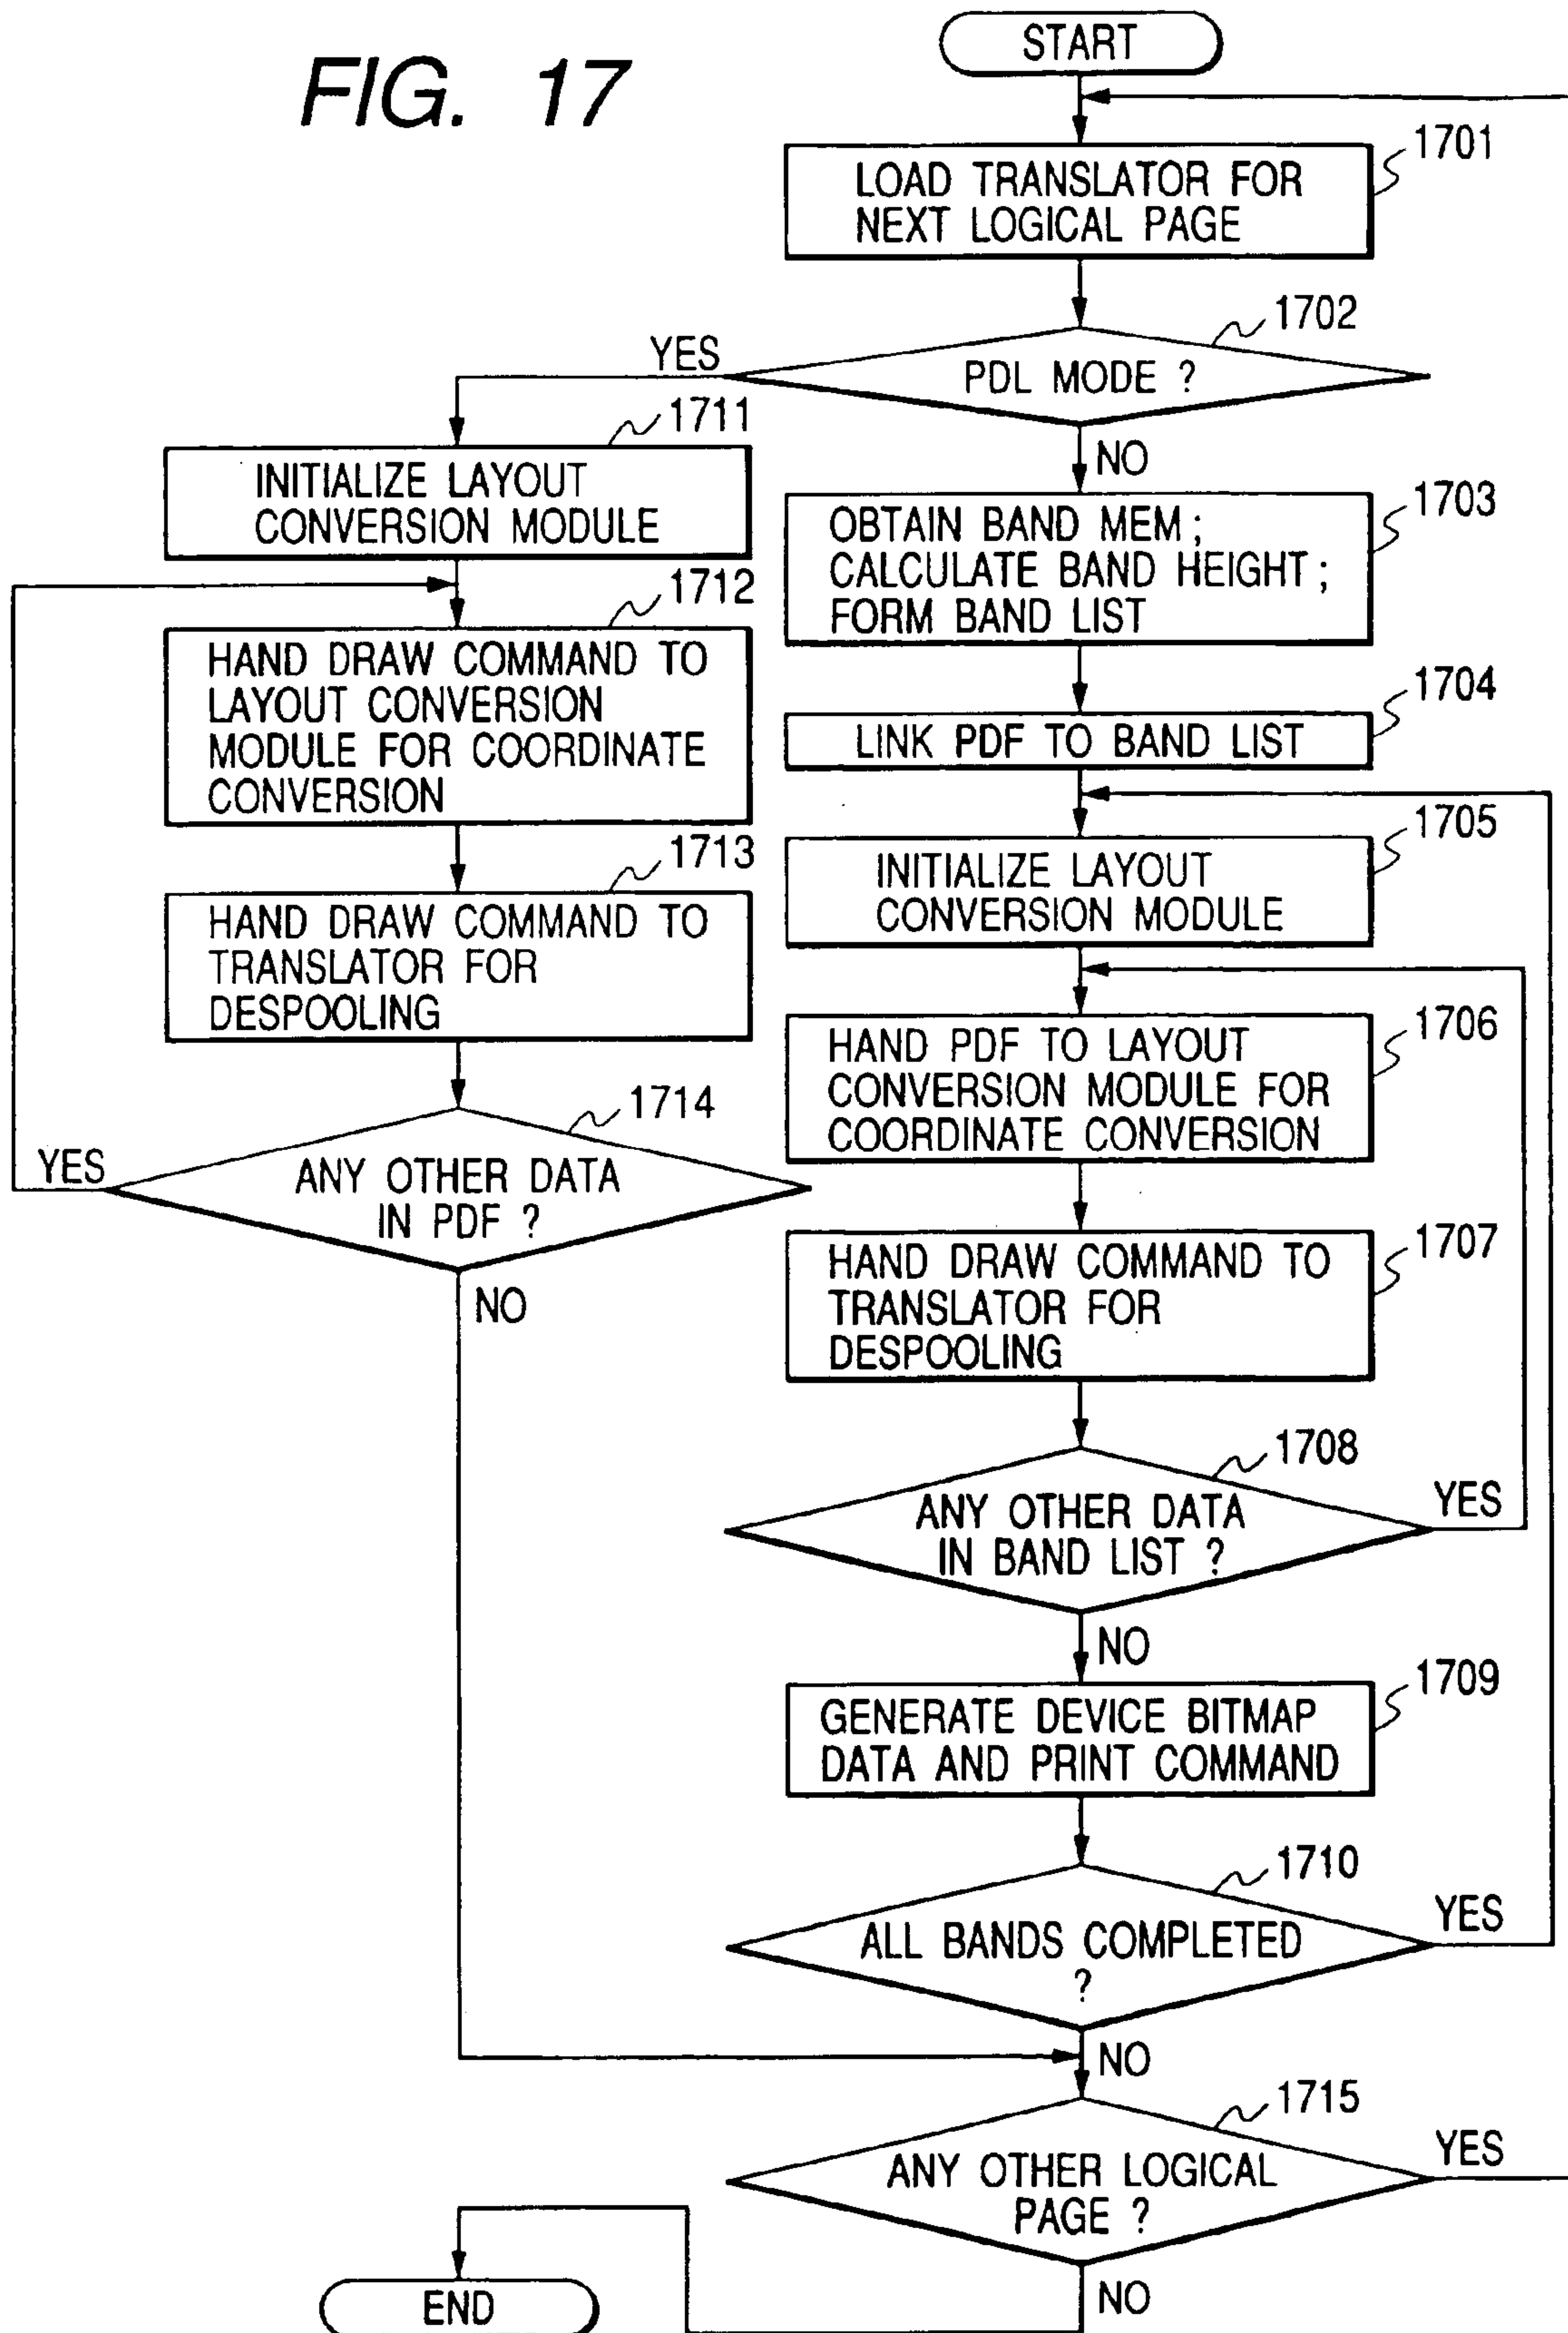 FIG. 17
START
1701
LOAD TRANSLATOR FOR
NEXT LOGICAL PAGE
1702
PDL MODE ?
YES
NO
1711
INITIALIZE LAYOUT
CONVERSION MODULE
1712
HAND DRAW COMMAND TO
LAYOUT CONVERSION
MODULE FOR COORDINATE
CONVERSION
1713
HAND DRAW COMMAND TO
TRANSLATOR FOR
DESPOOLING
1714
ANY OTHER DATA
IN PDF ?
YES
NO
1703
OBTAIN BAND MEM ;
CALCULATE BAND HEIGHT ;
FORM BAND LIST
1704
LINK PDF TO BAND LIST
1705
INITIALIZE LAYOUT
CONVERSION MODULE
1706
HAND PDF TO LAYOUT
CONVERSION MODULE FOR
COORDINATE CONVERSION
1707
HAND DRAW COMMAND TO
TRANSLATOR FOR
DESPOOLING
1708
ANY OTHER DATA
IN BAND LIST ?
YES
NO
1709
GENERATE DEVICE BITMAP
DATA AND PRINT COMMAND
1710
ALL BANDS COMPLETED
?
YES
NO
1715
ANY OTHER LOGICAL
PAGE ?
YES
NO
END